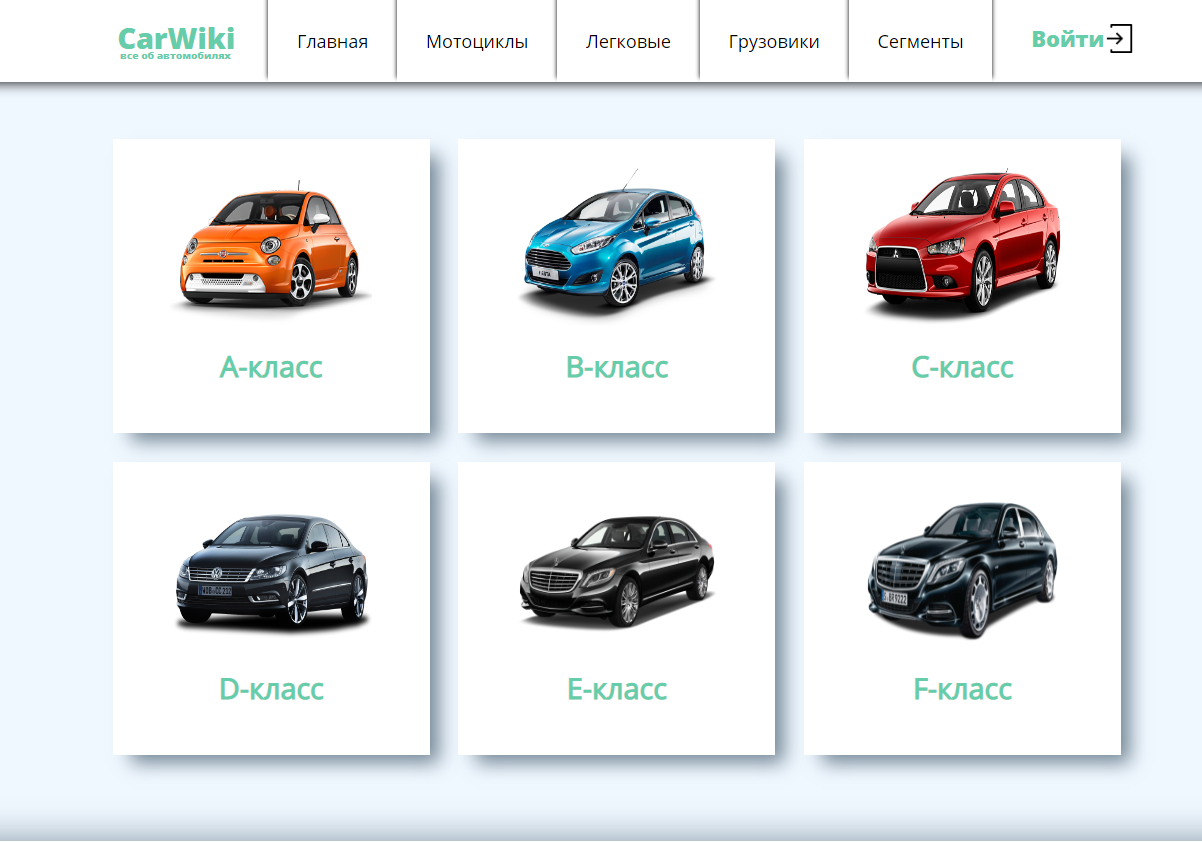 CarWiki
все об автомобилях
Главная
Мотоциклы
Легковые
Грузовики
Сегменты
Войти
A-класс
B-класс
C-класс
D-класс
E-класс
F-класс